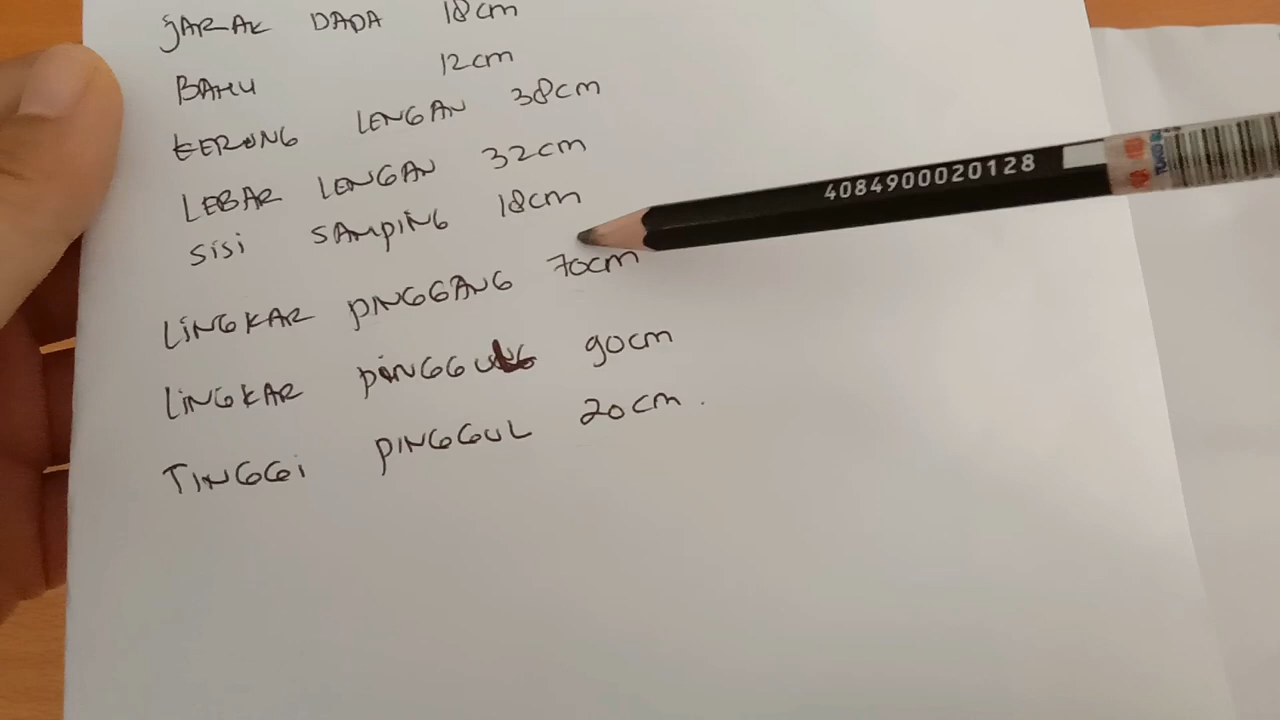 JARAK DADA 18cm
BAHU 12cm
KERUNG LENGAN 38cm
LEBAR LENGAN 32cm
SiSi SAMPiNG 18cm
LiNGKAR PINGGANG 70cm
LiNGKAR PiNGGUL 90cm
TINGGi PINGGUL 20cm.
4084900020128